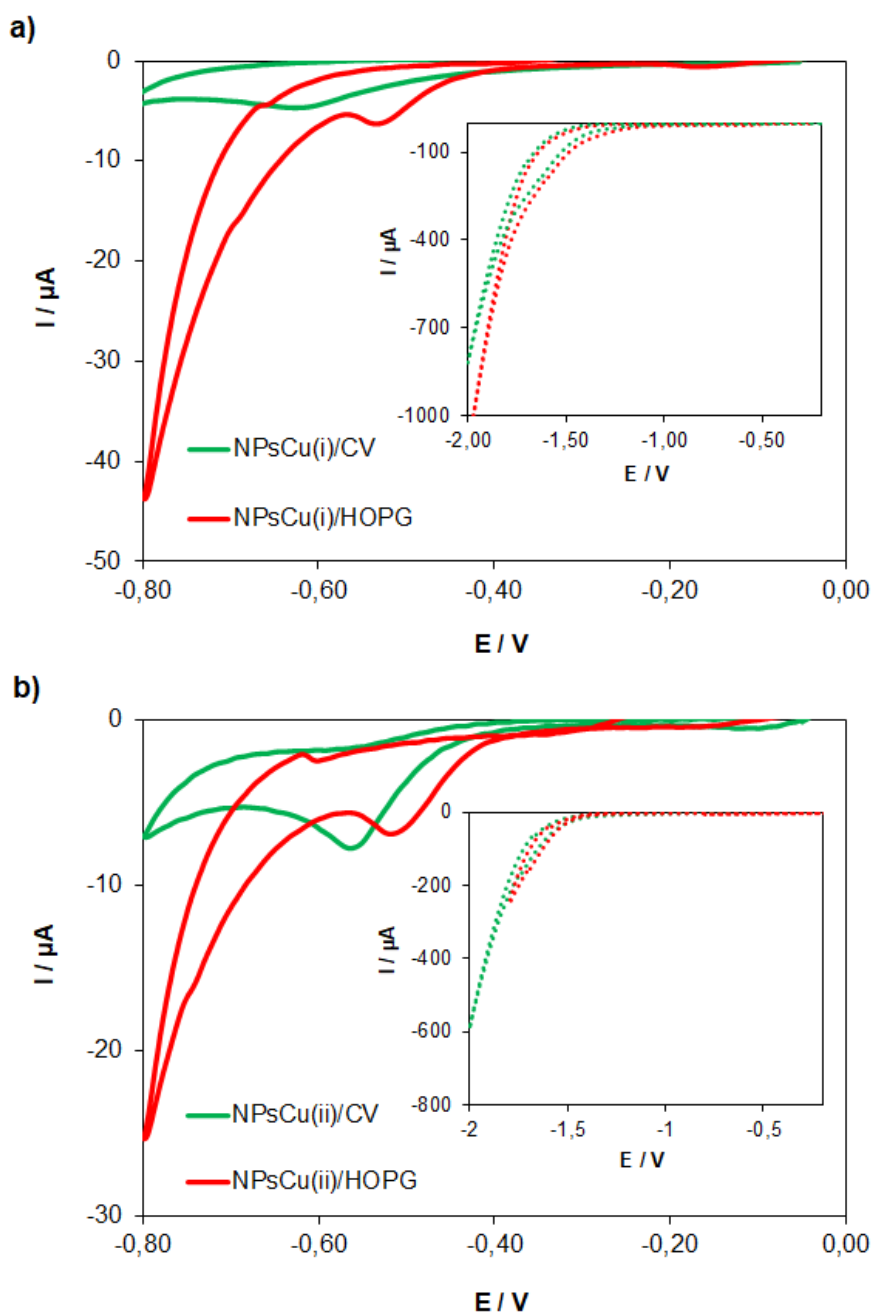 a)
0
-10
-20
-30
-40
-50
I / µA
-0,80
-0,60
-0,40
-0,20
0,00
E / V
NPsCu(i)/CV
NPsCu(i)/HOPG
-100
-400
-700
-1000
I / µA
-2,00
-1,50
-1,00
-0,50
E / V
b)
0
-10
-20
-30
I / µA
-0,80
-0,60
-0,40
-0,20
0,00
E / V
NPsCu(ii)/CV
NPsCu(ii)/HOPG
0
-200
-400
-600
-800
I / µA
-2
-1,5
-1
-0,5
E / V